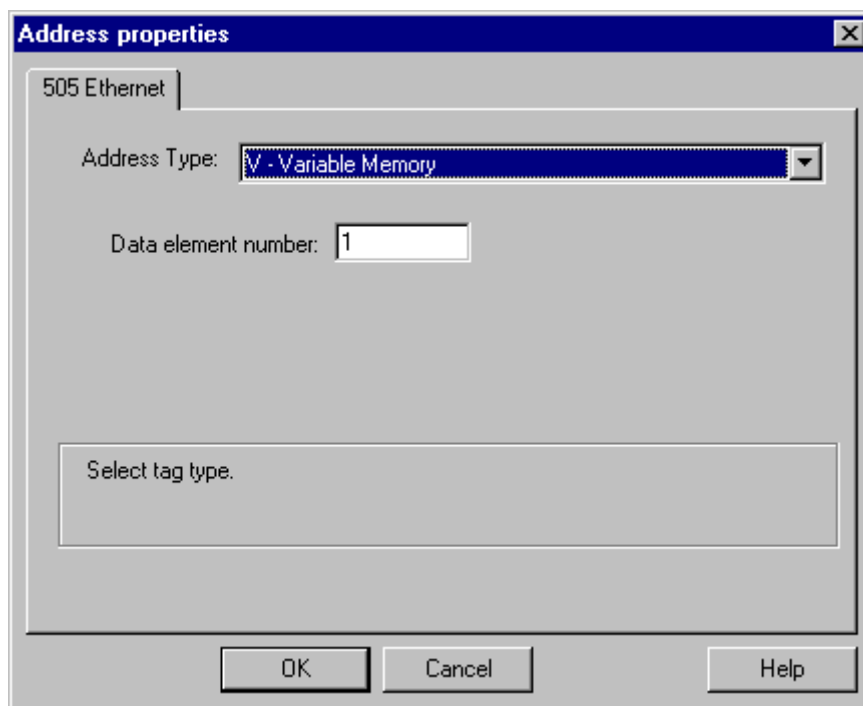 Address properties
505 Ethernet
Address Type: V - Variable Memory
Data element number: 1
Select tag type.
OK Cancel Help